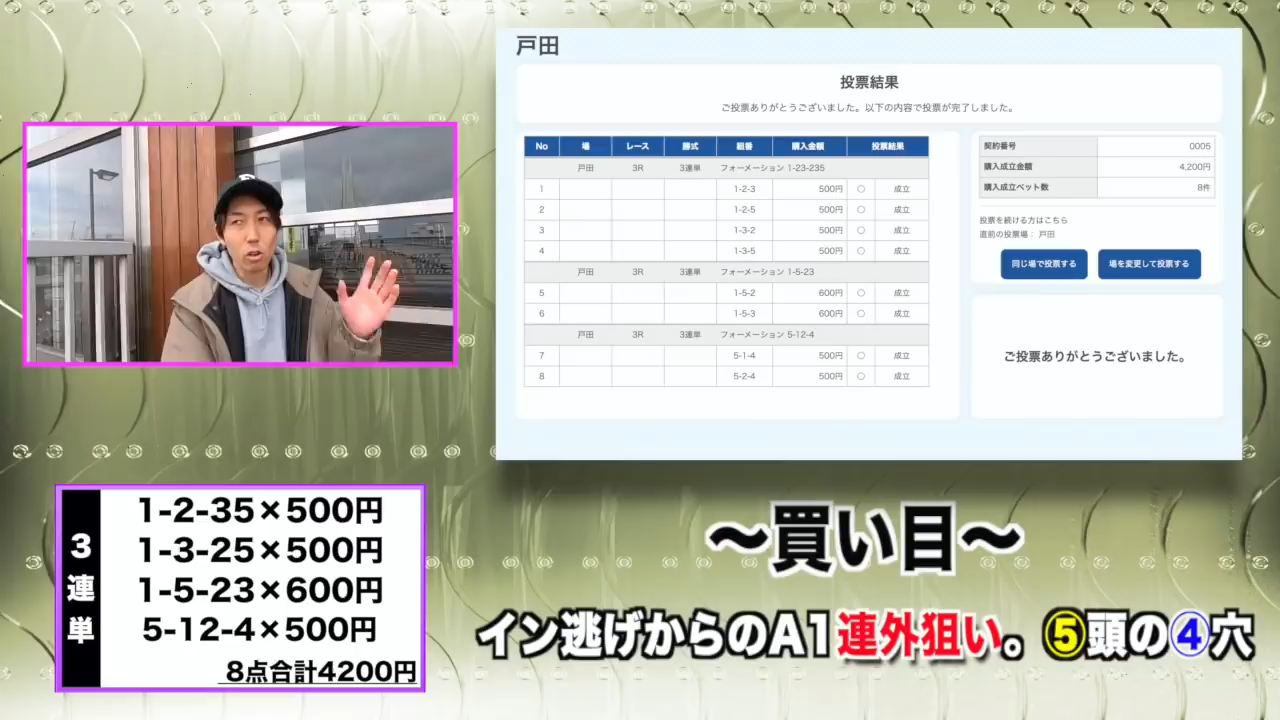 戸田
投票結果
ご投票ありがとうございました。以下の内容で投票が完了しました。
No 場 レース 勝式 組番 購入金額 投票結果
戸田 3R 3連単 フォーメーション 1-23-235
1 1-2-3 500円 ○ 成立
2 1-2-5 500円 ○ 成立
3 1-3-2 500円 ○ 成立
4 1-3-5 500円 ○ 成立
戸田 3R 3連単 フォーメーション 1-5-23
5 1-5-2 600円 ○ 成立
6 1-5-3 600円 ○ 成立
戸田 3R 3連単 フォーメーション 5-12-4
7 5-1-4 500円 ○ 成立
8 5-2-4 500円 ○ 成立
契約番号 0005
購入成立金額 4,200円
購入成立ベット数 8件
投票を続ける方はこちら
直前の投票場： 戸田
同じ場で投票する 場を変更して投票する
ご投票ありがとうございました。
3連単
1-2-35×500円
1-3-25×500円
1-5-23×600円
5-12-4×500円
8点合計4200円
〜買い目〜
イン逃げからのA1連外狙い。⑤頭の④穴